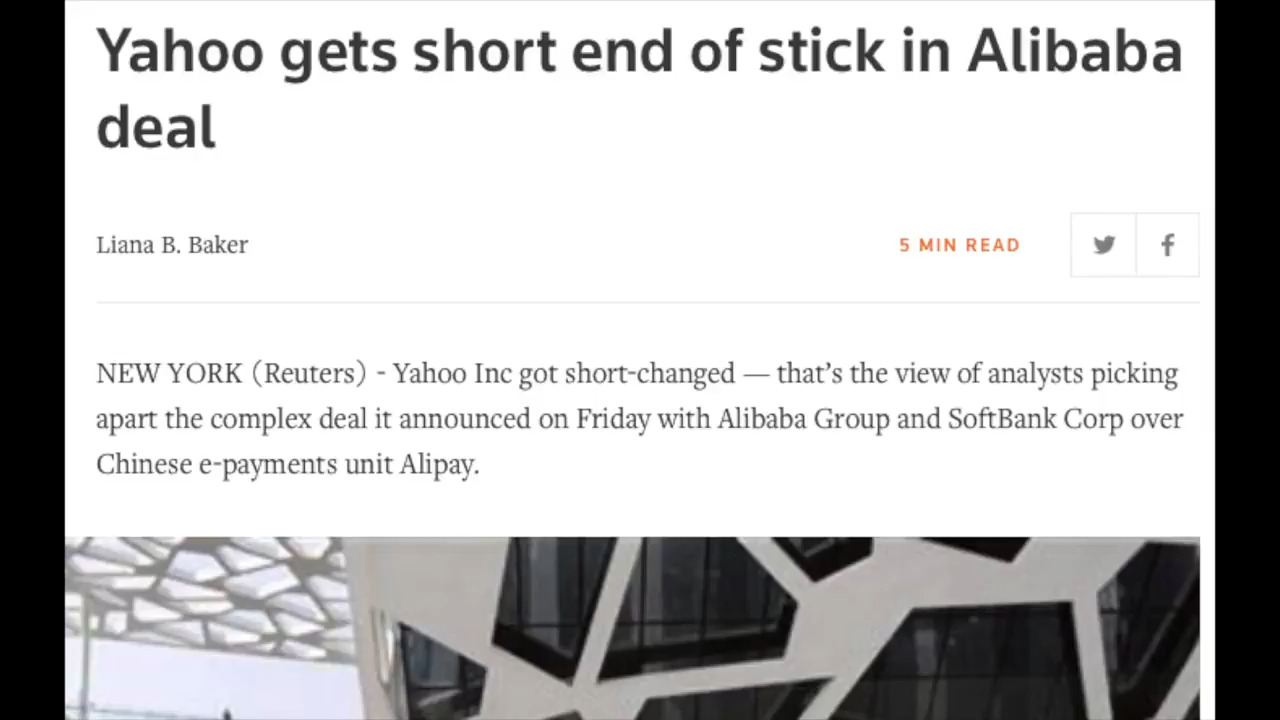 Yahoo gets short end of stick in Alibaba
deal
Liana B. Baker
5 MIN READ
NEW YORK (Reuters) - Yahoo Inc got short-changed — that’s the view of analysts picking
apart the complex deal it announced on Friday with Alibaba Group and SoftBank Corp over
Chinese e-payments unit Alipay.